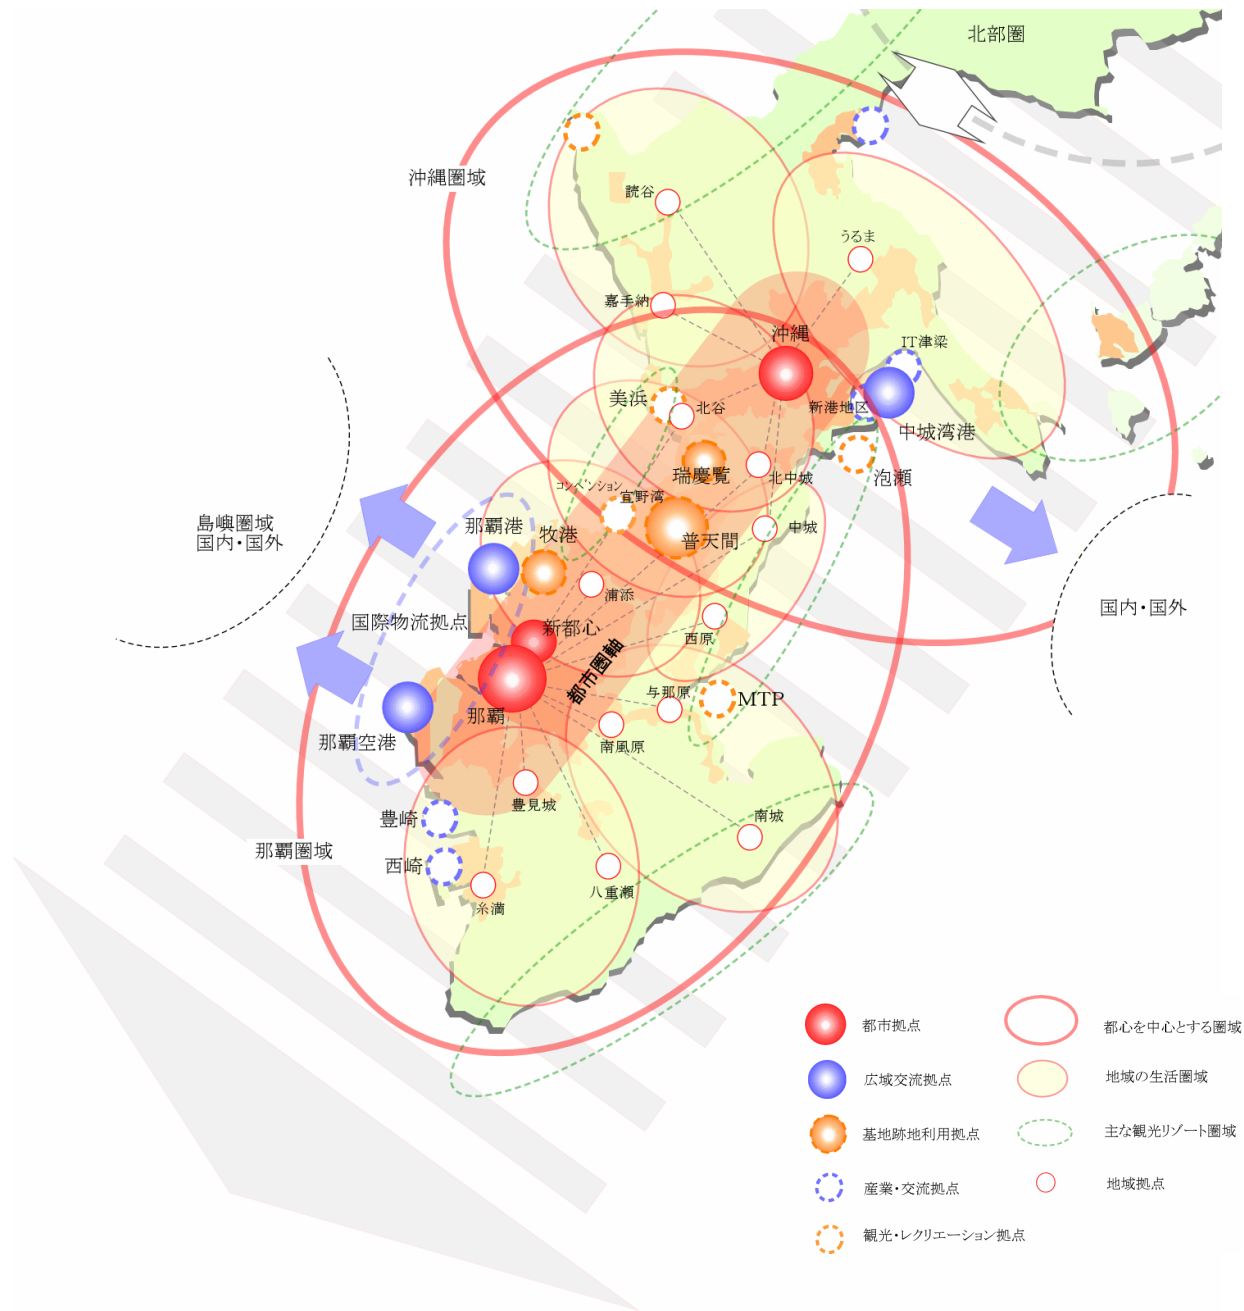 北部圏
沖縄圏域
読谷
うるま
嘉手納
沖縄
IT津梁
美浜
北谷
新港地区
中城湾港
瑞慶覧
北中城
泡瀬
コンベンション
宜野湾
島嶼圏域
国内・国外
那覇港
牧港
普天間
中城
浦添
国内・国外
国際物流拠点
新都心
西原
都市圏軸
与那原
MTP
那覇
那覇空港
南風原
豊見城
豊崎
南城
那覇圏域
西崎
糸満
八重瀬
都市拠点
都心を中心とする圏域
広域交流拠点
地域の生活圏域
基地跡地利用拠点
主な観光リゾート圏域
産業・交流拠点
地域拠点
観光・レクリエーション拠点